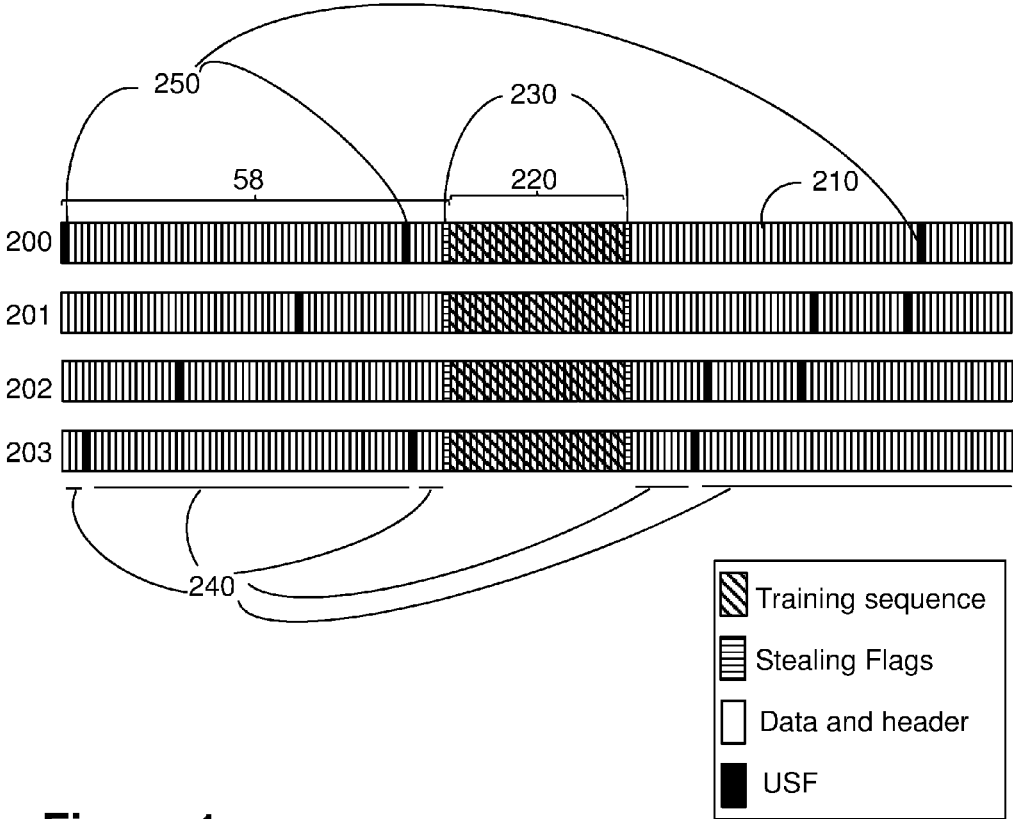 250
230
58
220
210
200
201
202
203
240
Training sequence
Stealing Flags
Data and header
USF